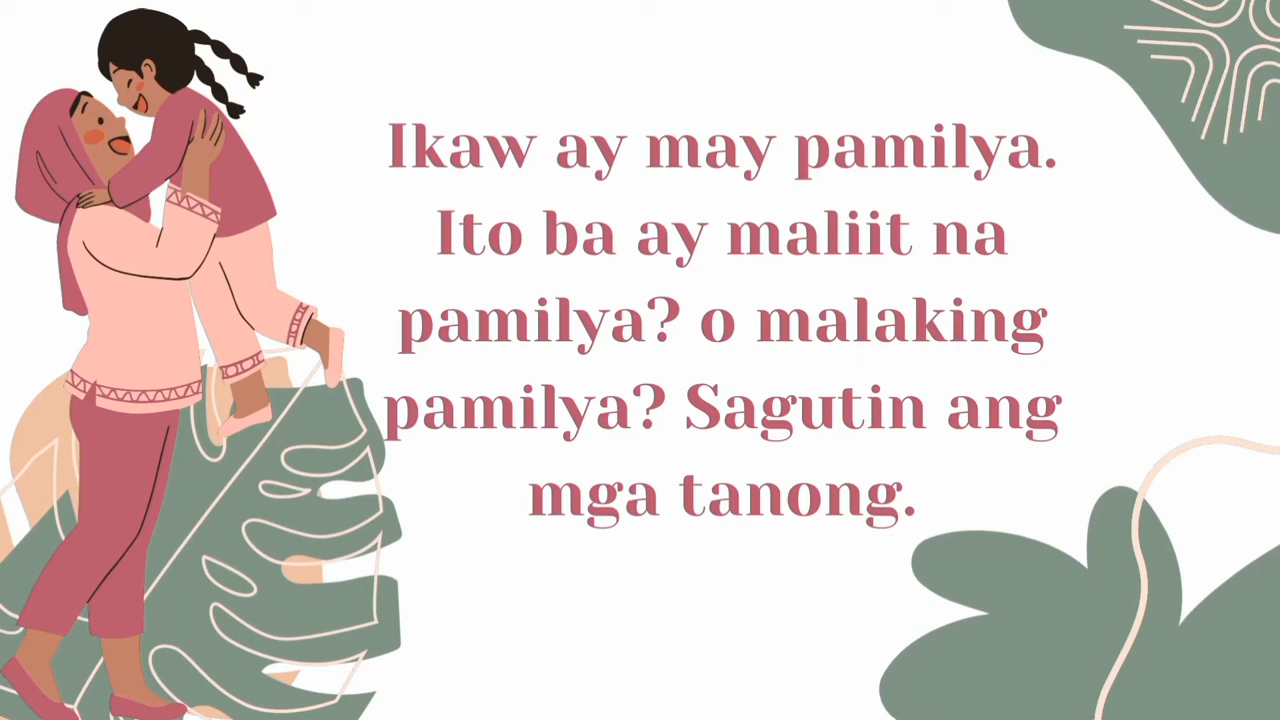 Ikaw ay may pamilya.
Ito ba ay maliit na
pamilya? o malaking
pamilya? Sagutin ang
mga tanong.